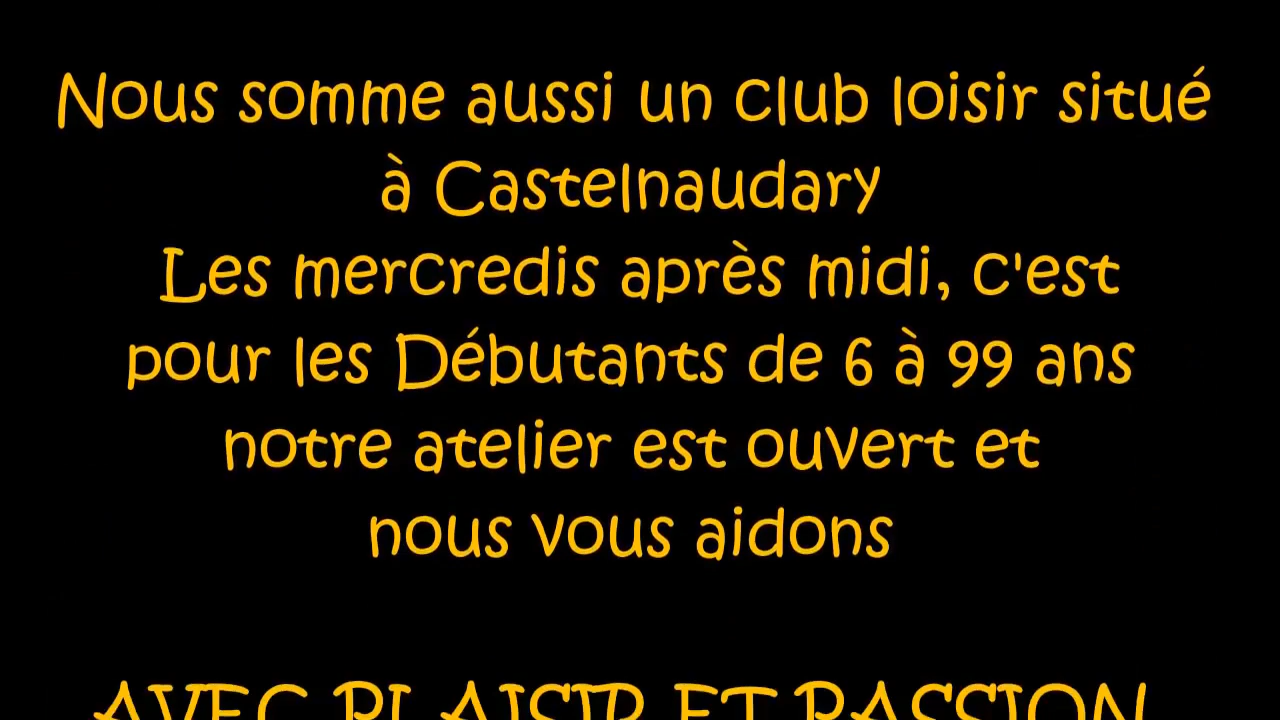 Nous somme aussi un club loisir situé
à Castelnaudary
Les mercredis après midi, c'est
pour les Débutants de 6 à 99 ans
notre atelier est ouvert et
nous vous aidons
AVEC PLAISIR ET PASSION